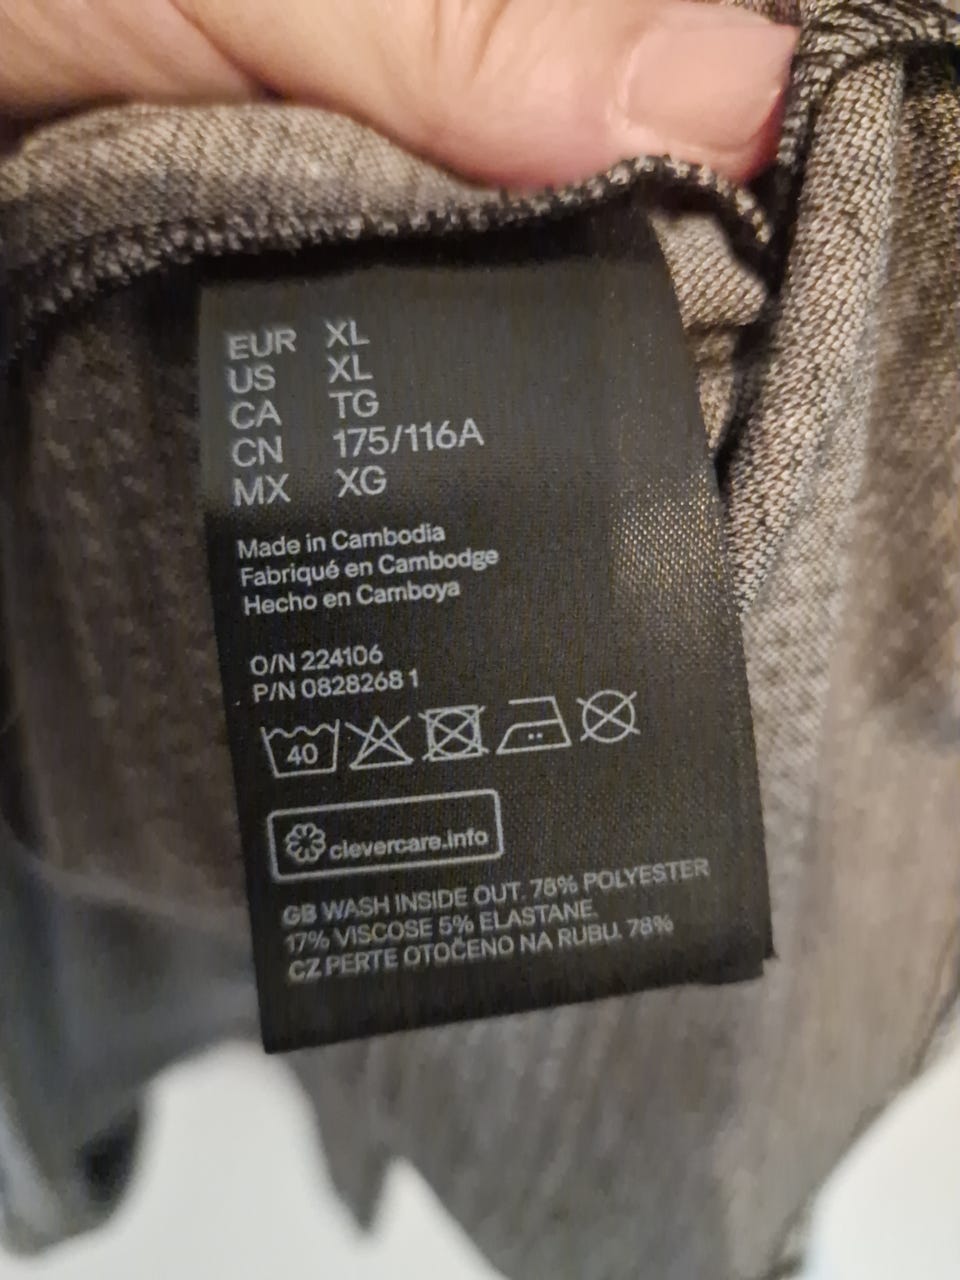 EUR XL
US XL
CA TG
CN 175/116A
MX XG
Made in Cambodia
Fabriqué en Cambodge
Hecho en Camboya
O/N 224106
P/N 0828268 1
40
clevercare.info
GB WASH INSIDE OUT. 78% POLYESTER
17% VISCOSE 5% ELASTANE.
CZ PERTE OTOČENO NA RUBU. 78%